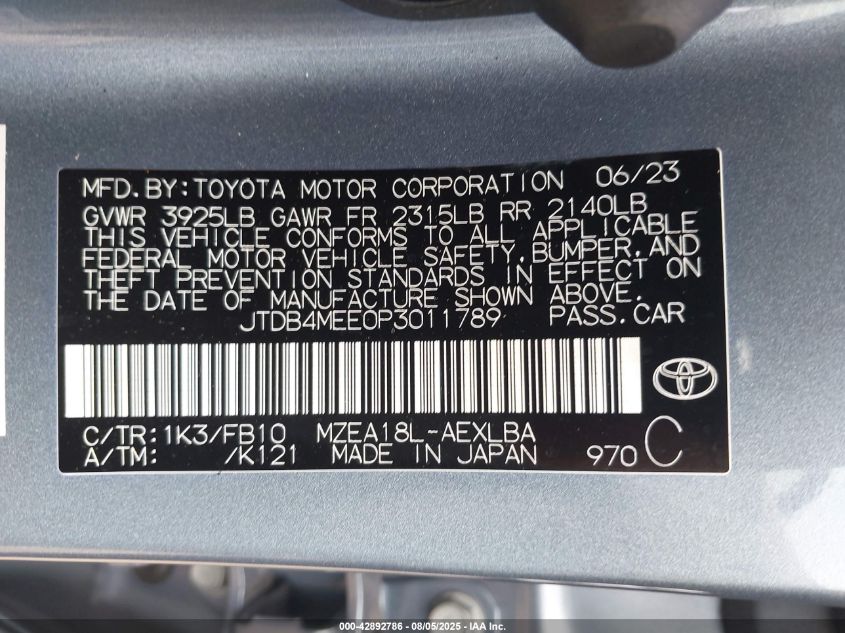 MFD.BY:TOYOTA MOTOR CORPORATION 06/23
GVWR 3925LB GAWR FR 2315LB RR 2140LB
THIS VEHICLE CONFORMS TO ALL APPLICABLE
FEDERAL MOTOR VEHICLE SAFETY,BUMPER,AND
THEFT PREVENTION STANDARDS IN EFFECT ON
THE DATE OF MANUFACTURE SHOWN ABOVE.
JTDB4MEE0P3011789 PASS.CAR
C/TR:1K3/FB10 MZEA18L-AEXLBA
A/TM: /K121 MADE IN JAPAN 970 C
000-42892786 - 08/05/2025 - IAA Inc.